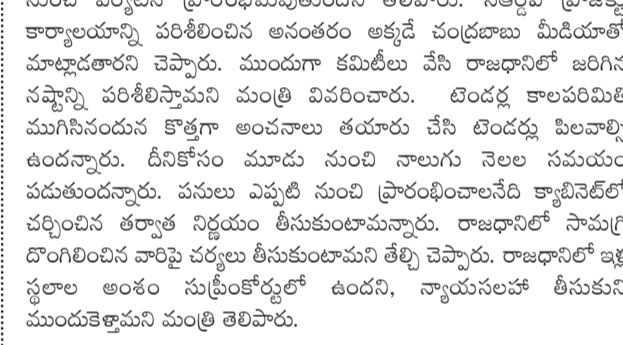 నుంచి పర్యటన ప్రారంభమవుతుందని తెలిపారు. సీఆర్డీఏ ప్రాజెక్టు
కార్యాలయాన్ని పరిశీలించిన అనంతరం అక్కడే చంద్రబాబు మీడియాతో
మాట్లాడతారని చెప్పారు. ముందుగా కమిటీలు వేసి రాజధానిలో జరిగిన
నష్టాన్ని పరిశీలిస్తామని మంత్రి వివరించారు. టెండర్ల కాలపరిమితి
ముగిసినందున కొత్తగా అంచనాలు తయారు చేసి టెండర్లు పిలవాల్సి
ఉందన్నారు. దీనికోసం మూడు నుంచి నాలుగు నెలల సమయం
పడుతుందన్నారు. పనులు ఎప్పటి నుంచి ప్రారంభించాలనేది క్యాబినెట్‌లో
చర్చించిన తర్వాత నిర్ణయం తీసుకుంటామన్నారు. రాజధానిలో సామగ్రి
దొంగిలించిన వారిపై చర్యలు తీసుకుంటామని తేల్చి చెప్పారు. రాజధానిలో ఇళ్ల
స్థలాల అంశం సుప్రీంకోర్టులో ఉందని, న్యాయసలహా తీసుకుని
ముందుకెళ్తామని మంత్రి తెలిపారు.